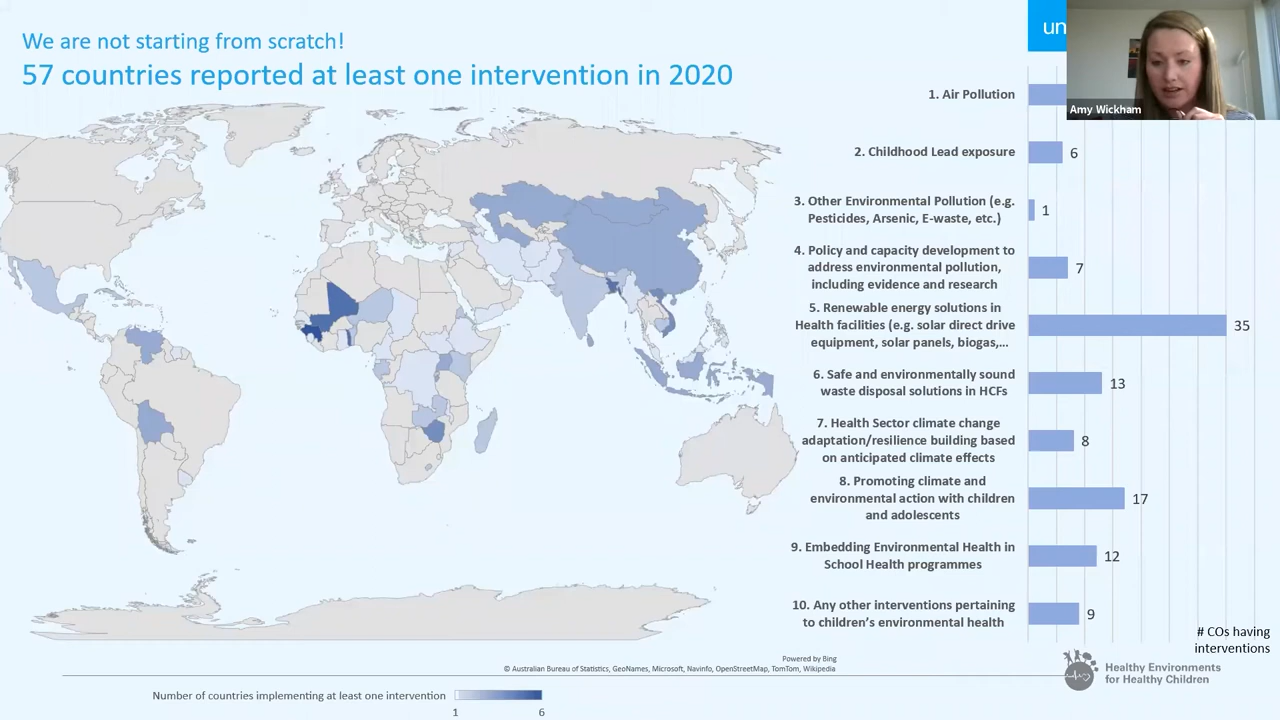 We are not starting from scratch!
57 countries reported at least one intervention in 2020
un
Amy Wickham
1. Air Pollution
2. Childhood Lead exposure
6
3. Other Environmental Pollution (e.g.
Pesticides, Arsenic, E-waste, etc.)
1
4. Policy and capacity development to
address environmental pollution,
including evidence and research
7
5. Renewable energy solutions in
Health facilities (e.g. solar direct drive
equipment, solar panels, biogas,...
35
6. Safe and environmentally sound
waste disposal solutions in HCFs
13
7. Health Sector climate change
adaptation/resilience building based
on anticipated climate effects
8
8. Promoting climate and
environmental action with children
and adolescents
17
9. Embedding Environmental Health in
School Health programmes
12
10. Any other interventions pertaining
to children's environmental health
9
# COs having
interventions
Powered by Bing
© Australian Bureau of Statistics, GeoNames, Microsoft, Navinfo, OpenStreetMap, TomTom, Wikipedia
Healthy Environments
for Healthy Children
Number of countries implementing at least one intervention
1
6